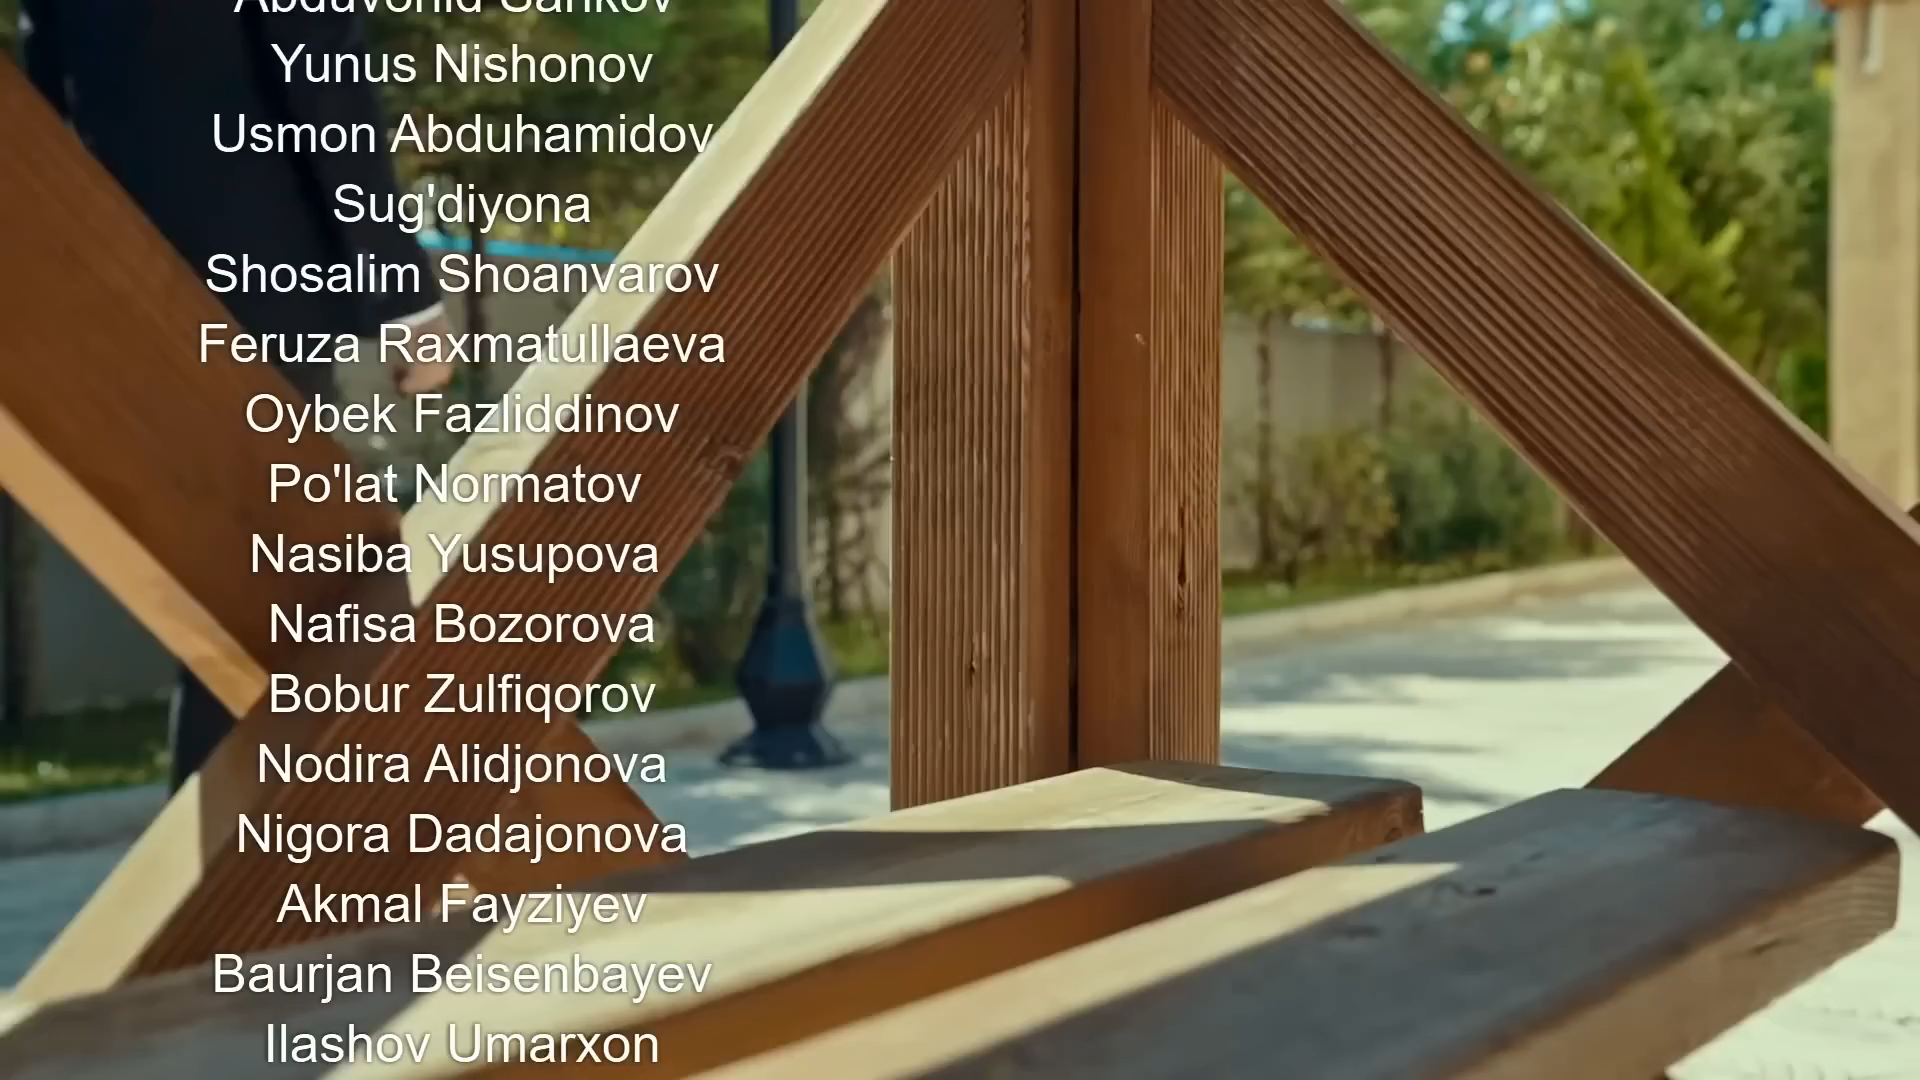 Yunus Nishonov
Usmon Abduhamidov
Sug'diyona
Shosalim Shoanvarov
Feruza Raxmatullaeva
Oybek Fazliddinov
Po'lat Normatov
Nasiba Yusupova
Nafisa Bozorova
Bobur Zulfiqorov
Nodira Alidjonova
Nigora Dadajonova
Akmal Fayziyev
Baurjan Beisenbayev
Ilashov Umarxon